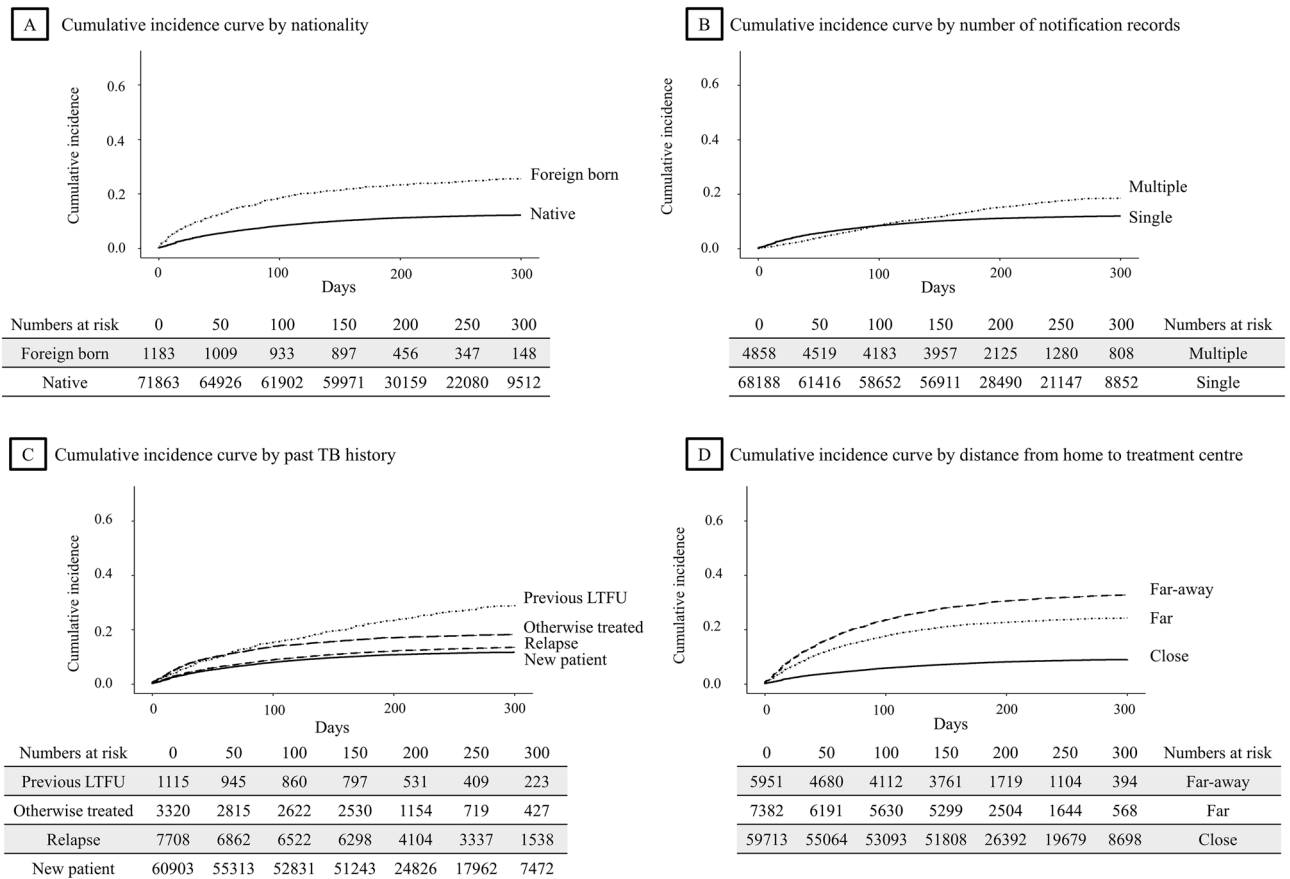 A Cumulative incidence curve by nationality
Cumulative incidence
0.6
0.4
0.2
0.0
Foreign born
Native
0 100 200 300
Days
Numbers at risk 0 50 100 150 200 250 300
Foreign born 1183 1009 933 897 456 347 148
Native 71863 64926 61902 59971 30159 22080 9512
B Cumulative incidence curve by number of notification records
Cumulative incidence
0.6
0.4
0.2
0.0
Multiple
Single
0 100 200 300
Days
0 50 100 150 200 250 300 Numbers at risk
4858 4519 4183 3957 2125 1280 808 Multiple
68188 61416 58652 56911 28490 21147 8852 Single
C Cumulative incidence curve by past TB history
Cumulative incidence
0.6
0.4
0.2
0.0
Previous LTFU
Otherwise treated
Relapse
New patient
0 100 200 300
Days
Numbers at risk 0 50 100 150 200 250 300
Previous LTFU 1115 945 860 797 531 409 223
Otherwise treated 3320 2815 2622 2530 1154 719 427
Relapse 7708 6862 6522 6298 4104 3337 1538
New patient 60903 55313 52831 51243 24826 17962 7472
D Cumulative incidence curve by distance from home to treatment centre
Cumulative incidence
0.6
0.4
0.2
0.0
Far-away
Far
Close
0 100 200 300
Days
0 50 100 150 200 250 300 Numbers at risk
5951 4680 4112 3761 1719 1104 394 Far-away
7382 6191 5630 5299 2504 1644 568 Far
59713 55064 53093 51808 26392 19679 8698 Close